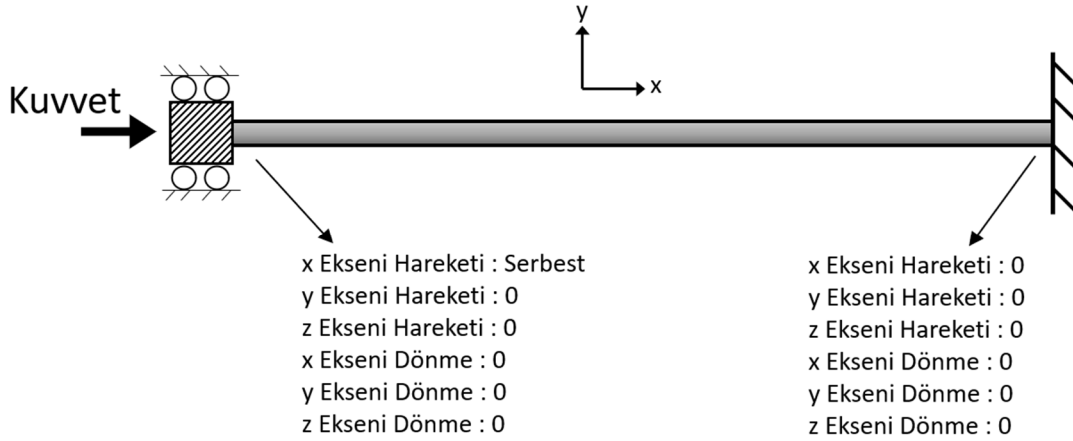 y
x
Kuvvet
x Ekseni Hareketi : Serbest
y Ekseni Hareketi : 0
z Ekseni Hareketi : 0
x Ekseni Dönme : 0
y Ekseni Dönme : 0
z Ekseni Dönme : 0
x Ekseni Hareketi : 0
y Ekseni Hareketi : 0
z Ekseni Hareketi : 0
x Ekseni Dönme : 0
y Ekseni Dönme : 0
z Ekseni Dönme : 0